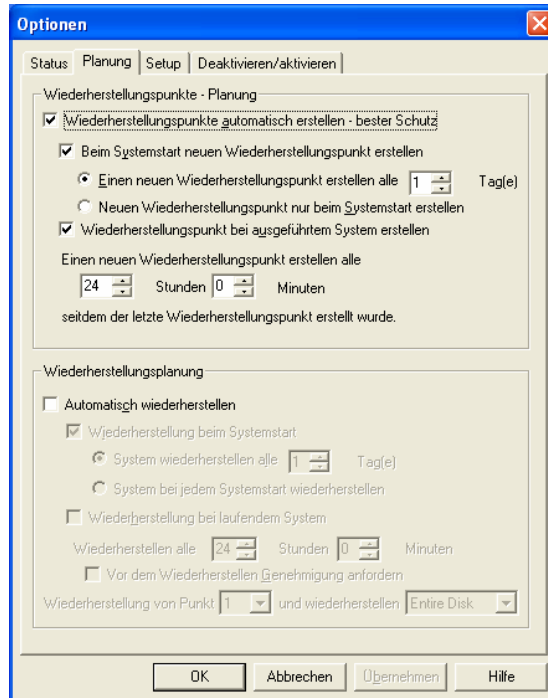 Optionen
Status Planung Setup Deaktivieren/aktivieren
Wiederherstellungspunkte - Planung
Wiederherstellungspunkte automatisch erstellen - bester Schutz
Beim Systemstart neuen Wiederherstellungspunkt erstellen
Einen neuen Wiederherstellungspunkt erstellen alle 1 Tag(e)
Neuen Wiederherstellungspunkt nur beim Systemstart erstellen
Wiederherstellungspunkt bei ausgeführtem System erstellen
Einen neuen Wiederherstellungspunkt erstellen alle
24 Stunden 0 Minuten
seitdem der letzte Wiederherstellungspunkt erstellt wurde.
Wiederherstellungsplanung
Automatisch wiederherstellen
Wiederherstellung beim Systemstart
System wiederherstellen alle 1 Tag(e)
System bei jedem Systemstart wiederherstellen
Wiederherstellung bei laufendem System
Wiederherstellen alle 24 Stunden 0 Minuten
Vor dem Wiederherstellen Genehmigung anfordern
Wiederherstellung von Punkt 1 und wiederherstellen Entire Disk
OK Abbrechen Übernehmen Hilfe